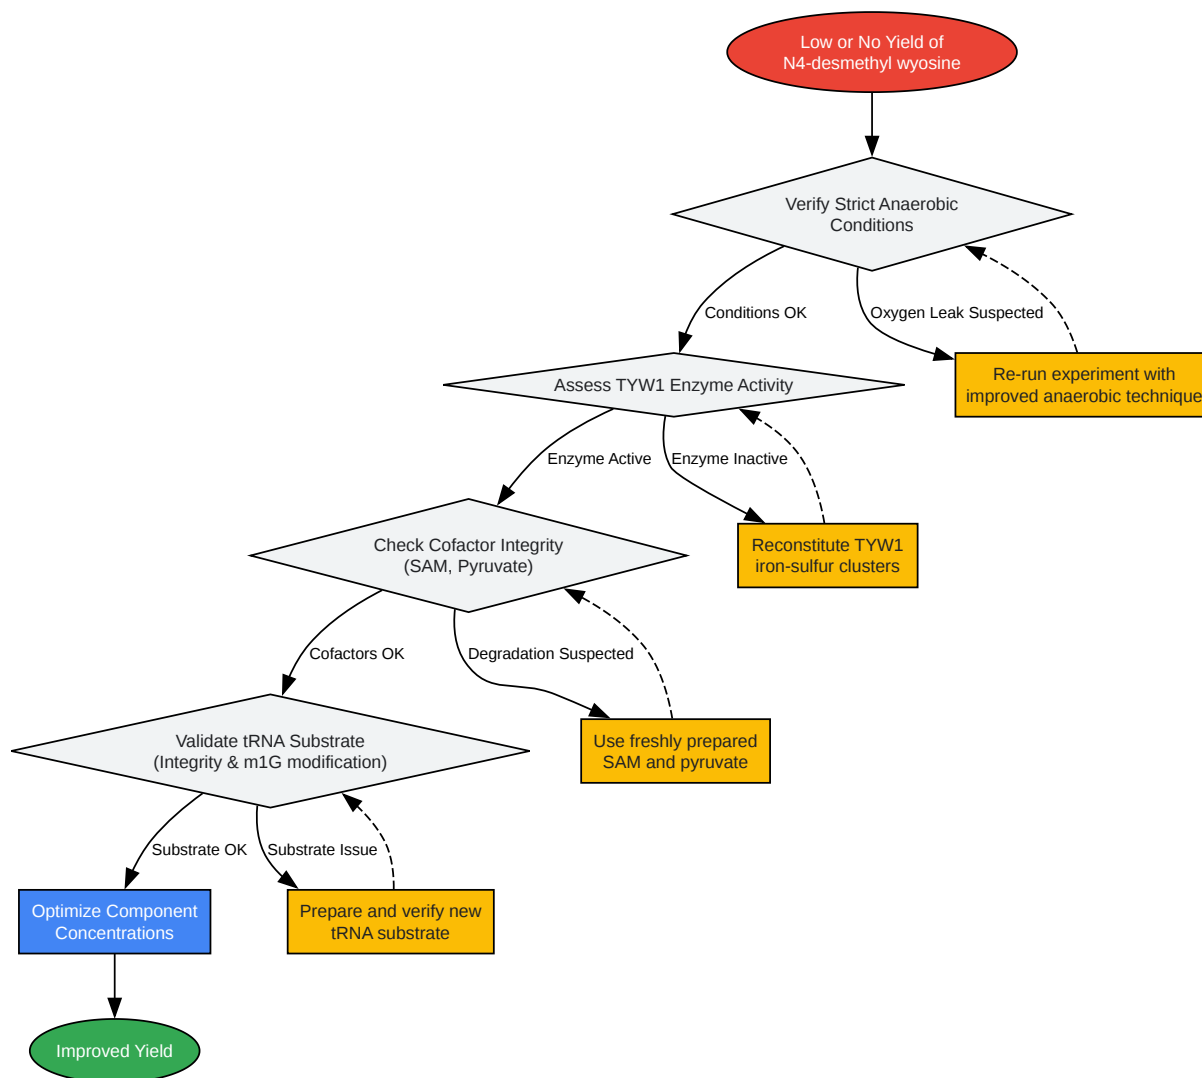 Low or No Yield of
N4-desmethyl wyosine
Verify Strict Anaerobic
Conditions
Conditions OK
Oxygen Leak Suspected
Re-run experiment with
improved anaerobic technique
Assess TYW1 Enzyme Activity
Enzyme Active
Enzyme Inactive
Reconstitute TYW1
iron-sulfur clusters
Check Cofactor Integrity
(SAM, Pyruvate)
Cofactors OK
Degradation Suspected
Use freshly prepared
SAM and pyruvate
Validate tRNA Substrate
(Integrity & m1G modification)
Substrate OK
Substrate Issue
Optimize Component
Concentrations
Prepare and verify new
tRNA substrate
Improved Yield